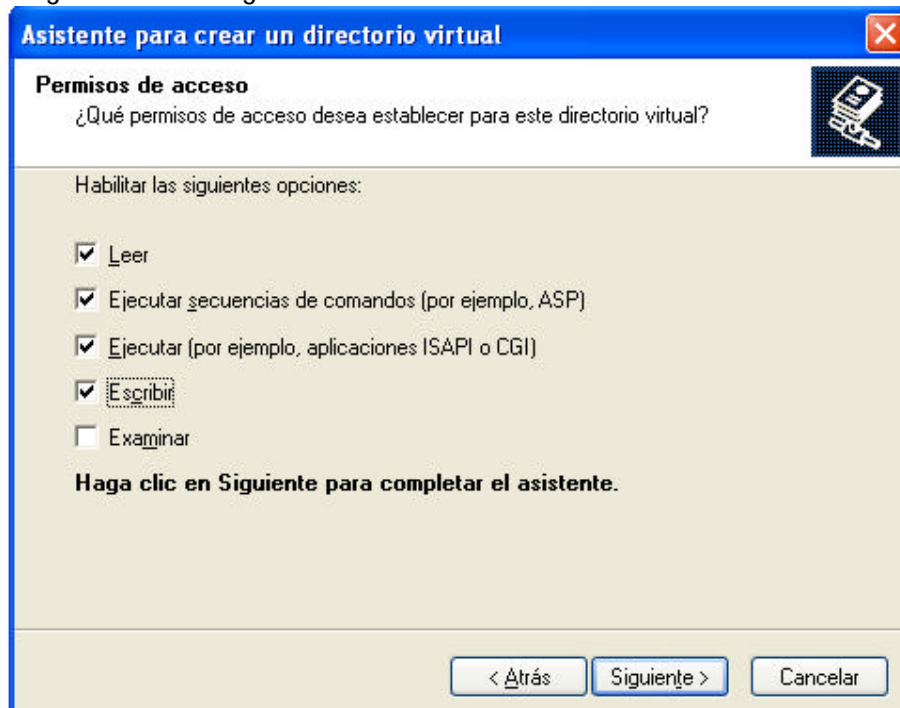 Asistente para crear un directorio virtual
Permisos de acceso
¿Qué permisos de acceso desea establecer para este directorio virtual?
Habilitar las siguientes opciones:
Leer
Ejecutar secuencias de comandos (por ejemplo, ASP)
Ejecutar (por ejemplo, aplicaciones ISAPI o CGI)
Escribir
Examinar
Haga clic en Siguiente para completar el asistente.
< Atrás Siguiente > Cancelar